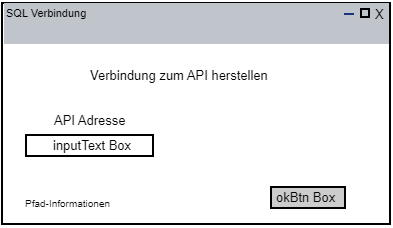 SQL Verbindung
X
Verbindung zum API herstellen
API Adresse
inputText Box
okBtn Box
Pfad-Informationen